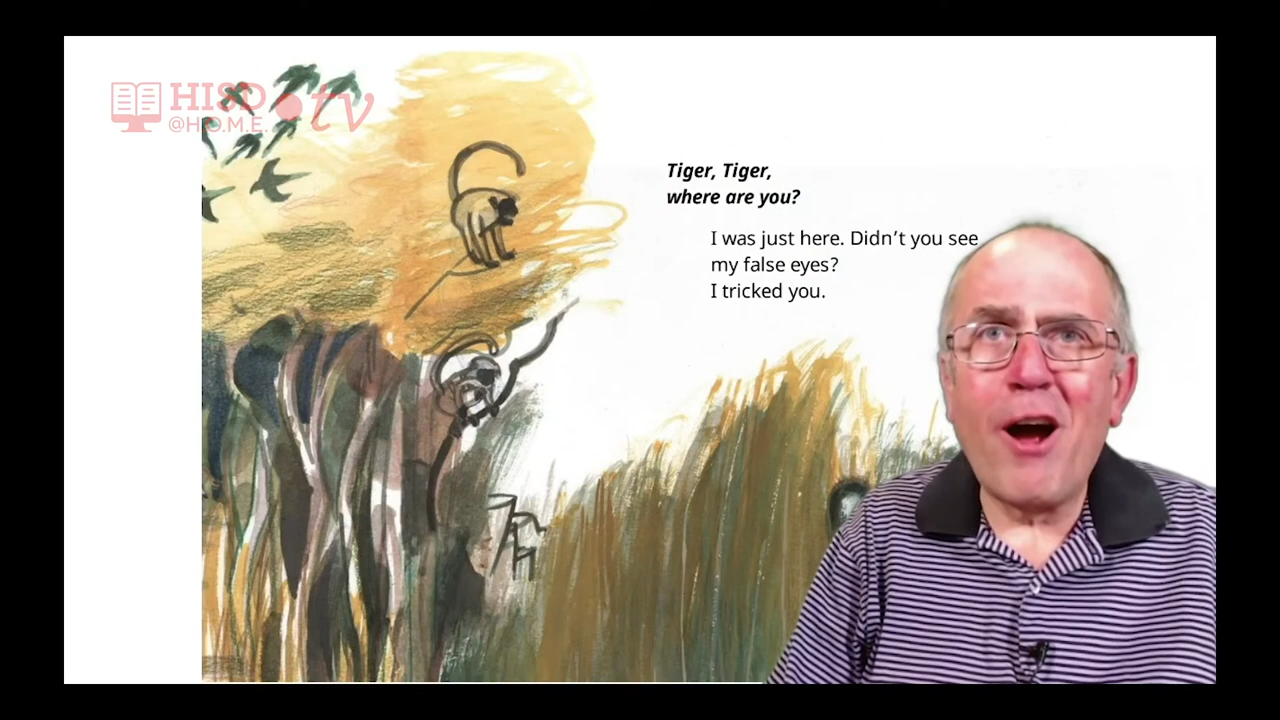 HISD
@H.O.M.E.
tv
Tiger, Tiger,
where are you?
I was just here. Didn’t you see
my false eyes?
I tricked you.